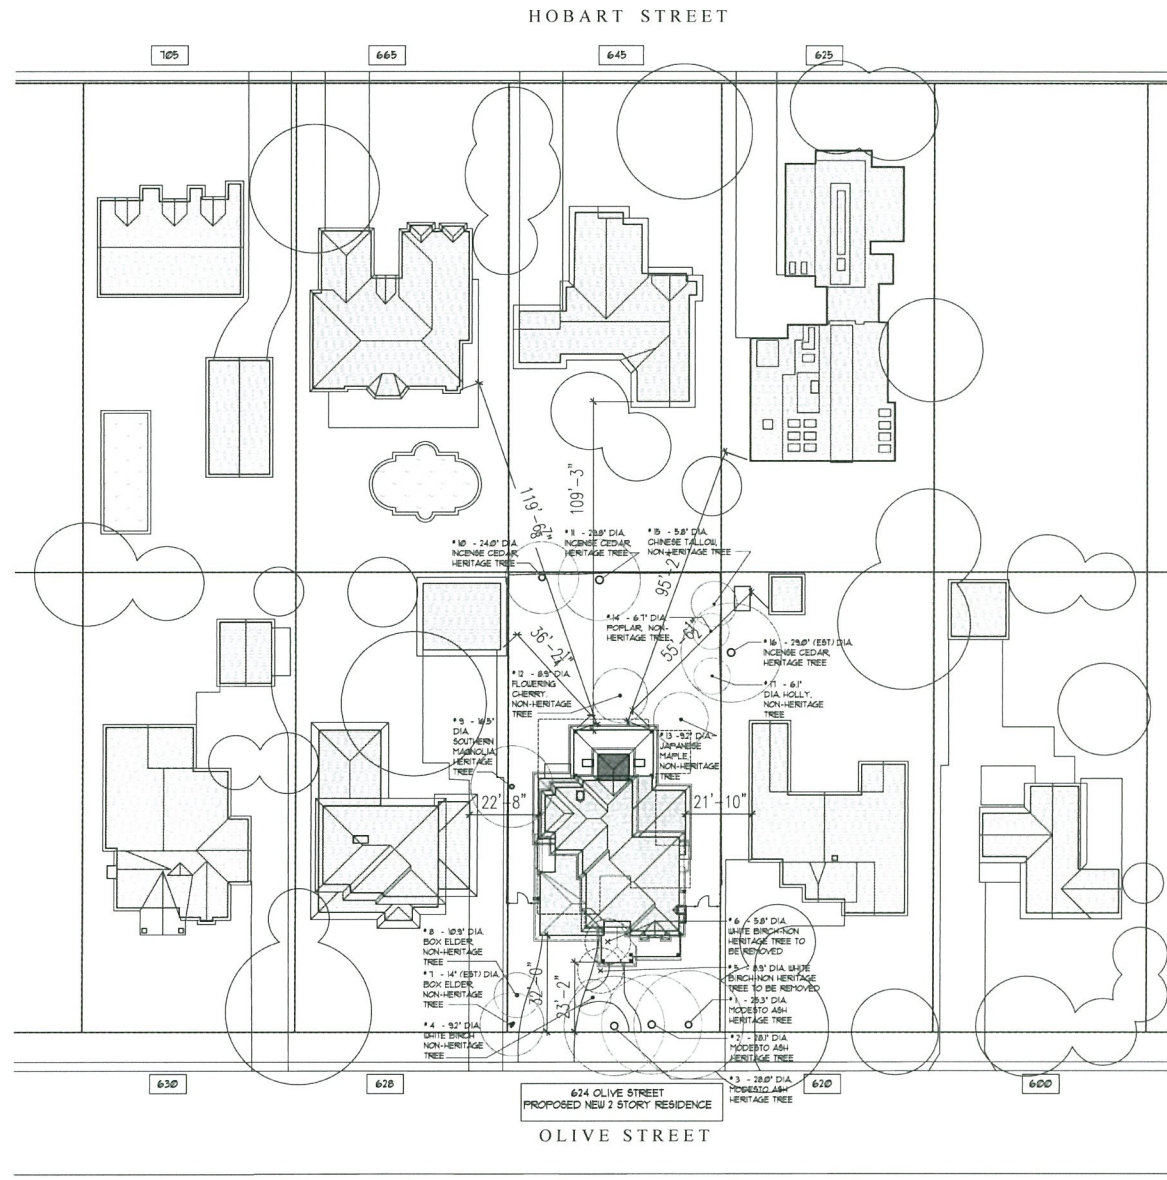 HOBART STREET
705
665
645
625
119'-6 7/8"
109'-3"
95'-2
#10 - 24.0" DIA.
INCENSE CEDAR,
HERITAGE TREE
#11 - 29.8" DIA.
INCENSE CEDAR,
HERITAGE TREE
#15 - 5.8" DIA.
CHINESE TALLOW,
NON-HERITAGE TREE
#14 - 6.7" DIA.
POPLAR, NON-
HERITAGE TREE
36'-2
55'-6
#16 - 29.0" (EST) DIA.
INCENSE CEDAR,
HERITAGE TREE
#12 - 8.9" DIA.
FLOWERING
CHERRY,
NON-HERITAGE
TREE
#17 - 6.1"
DIA. HOLLY,
NON-HERITAGE
TREE
#9 - 16.5"
DIA.
SOUTHERN
MAGNOLIA,
HERITAGE
TREE
#13 - 9.2" DIA.
JAPANESE
MAPLE,
NON-HERITAGE
TREE
22'-8"
21'-10"
#8 - 10.9" DIA.
BOX ELDER,
NON-HERITAGE
TREE
#7 - 14" (EST) DIA.
BOX ELDER,
NON-HERITAGE
TREE
#4 - 9.2" DIA.
WHITE BIRCH
NON-HERITAGE
TREE
32'-0"
23'-2"
#6 - 5.8" DIA.
WHITE BIRCH-NON
HERITAGE TREE TO
BE REMOVED
#5 - 8.9" DIA. WHITE
BIRCH-NON HERITAGE
TREE TO BE REMOVED
#1 - 25.3" DIA.
MODESTO ASH
HERITAGE TREE
#2 - 28.1" DIA.
MODESTO ASH
HERITAGE TREE
#3 - 28.0" DIA.
MODESTO ASH
HERITAGE TREE
630
628
620
600
624 OLIVE STREET
PROPOSED NEW 2 STORY RESIDENCE
OLIVE STREET